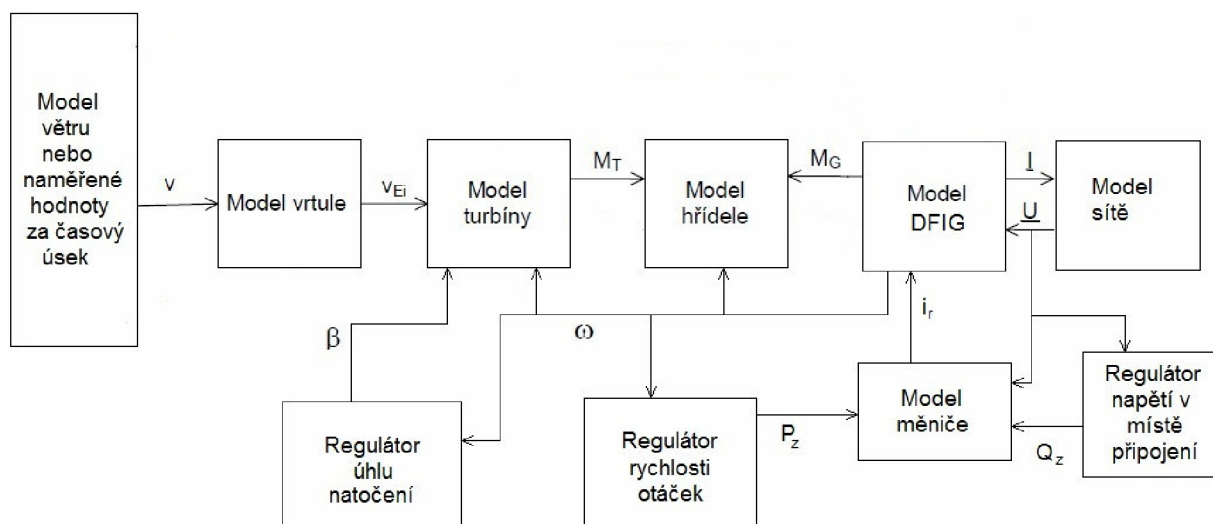 Model
větru
nebo
naměřené
hodnoty
za časový
úsek
v
Model vrtule
vEi
Model
turbíny
MT
Model
hřídele
MG
Model
DFIG
I
U
Model
sítě
β
ω
ir
Regulátor
úhlu
natočení
Regulátor
rychlosti
otáček
Pz
Model
měniče
Qz
Regulátor
napětí v
místě
připojení